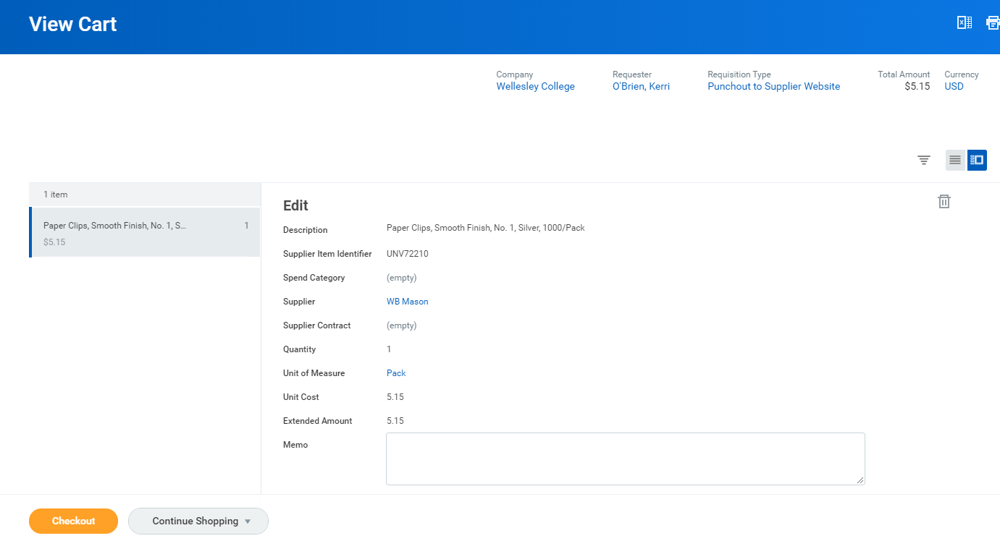 View Cart
Company
Wellesley College
Requester
O'Brien, Kerri
Requisition Type
Punchout to Supplier Website
Total Amount
$5.15
Currency
USD
1 item
Paper Clips, Smooth Finish, No. 1, S... 1
$5.15
Edit
Description Paper Clips, Smooth Finish, No. 1, Silver, 1000/Pack
Supplier Item Identifier UNV72210
Spend Category (empty)
Supplier WB Mason
Supplier Contract (empty)
Quantity 1
Unit of Measure Pack
Unit Cost 5.15
Extended Amount 5.15
Memo
Checkout Continue Shopping